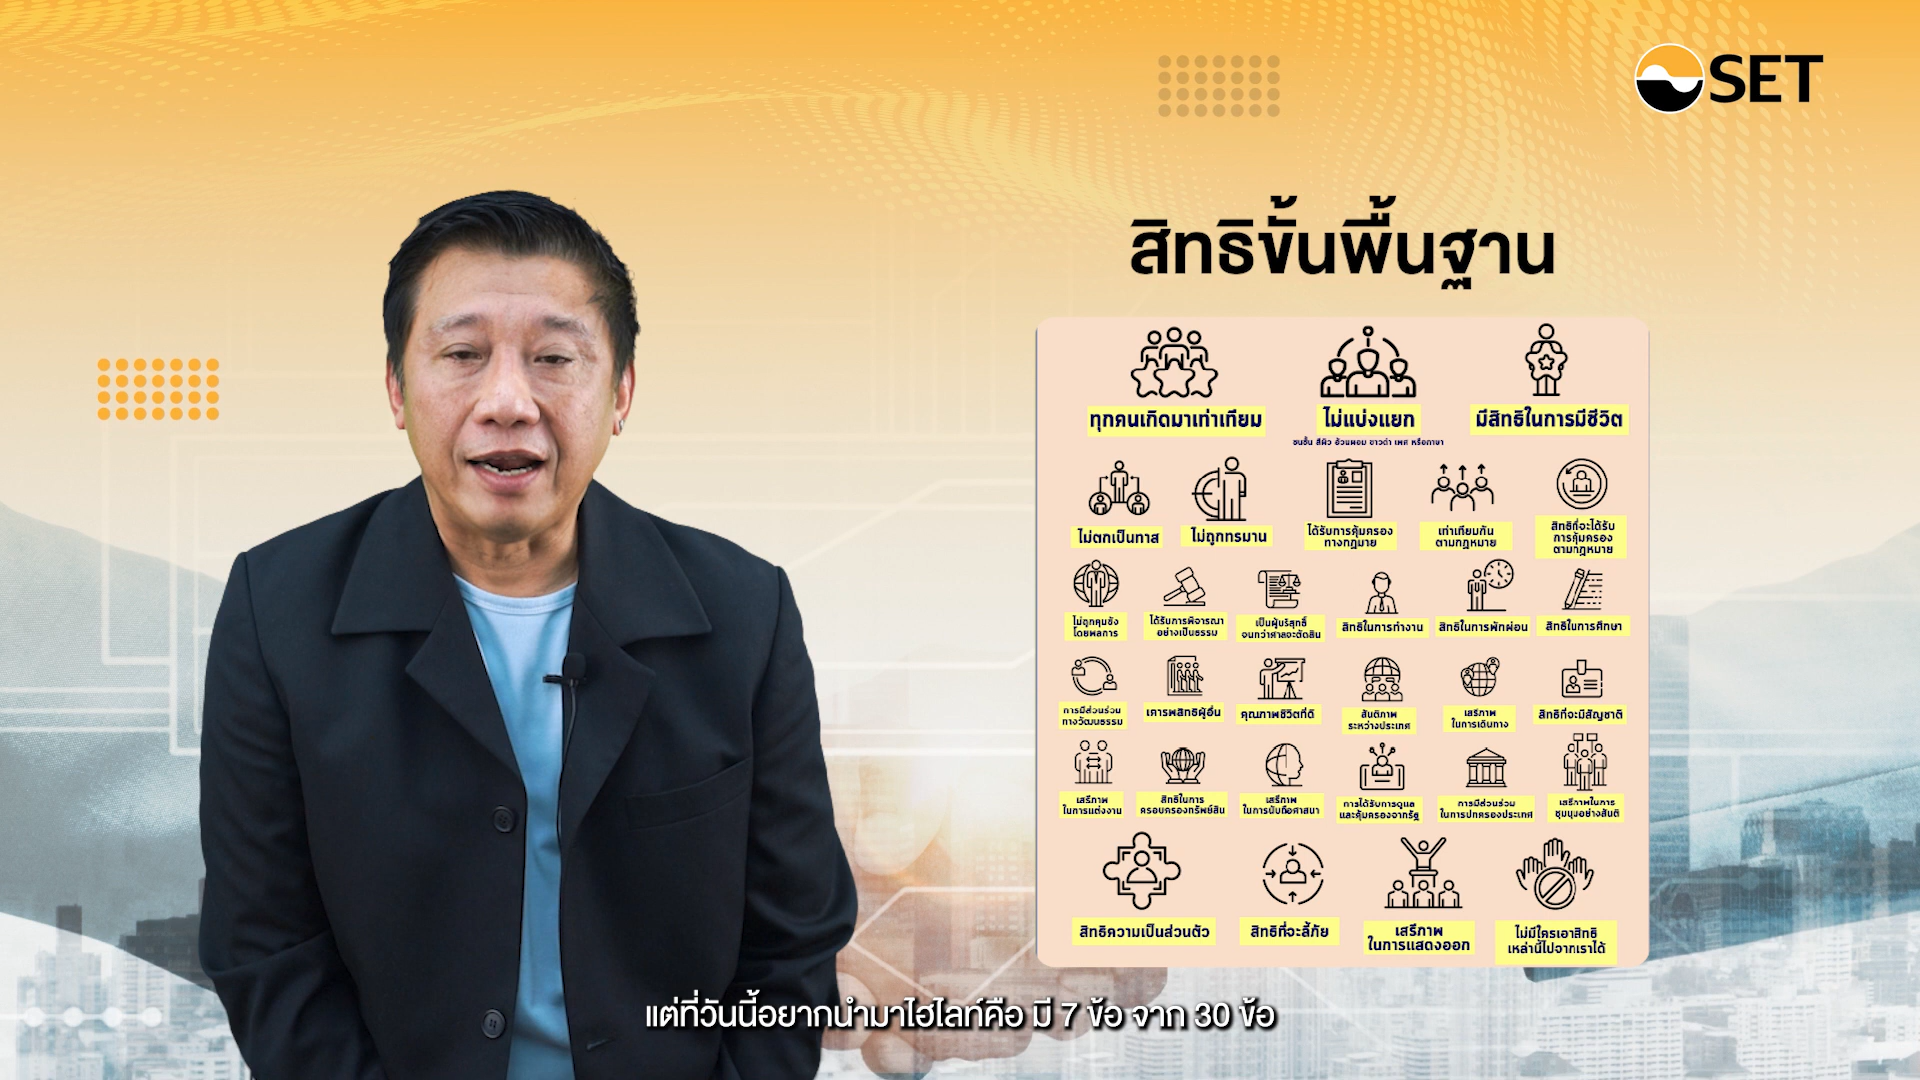 SET
สิทธิขั้นพื้นฐาน
ทุกคนเกิดมาเท่าเทียม
ไม่แบ่งแยก
ชนชั้น สีผิว อ้วนผอม ขาวดำ เพศ หรือภาษา
มีสิทธิในการมีชีวิต
ไม่ตกเป็นทาส
ไม่ถูกทรมาน
ได้รับการคุ้มครอง
ทางกฎมาย
เท่าเทียมกัน
ตามกฎหมาย
สิทธิที่จะได้รับ
การคุ้มครอง
ตามกฎหมาย
ไม่ถูกคุมขัง
โดยพลการ
ได้รับการพิจารณา
อย่างเป็นธรรม
เป็นผู้บริสุทธิ์
จนกว่าศาลจะตัดสิน
สิทธิในการทำงาน
สิทธิในการพักผ่อน
สิทธิในการศึกษา
การมีส่วนร่วม
ทางวัฒนธรรม
เคารพสิทธิผู้อื่น
คุณภาพชีวิตที่ดี
สันติภาพ
ระหว่างประเทศ
เสรีภาพ
ในการเดินทาง
สิทธิที่จะมีสัญชาติ
เสรีภาพ
ในการแต่งงาน
สิทธิในการ
ครอบครองทรัพย์สิน
เสรีภาพ
ในการนับถือศาสนา
การได้รับการดูแล
และคุ้มครองจากรัฐ
การมีส่วนร่วม
ในการปกครองประเทศ
เสรีภาพในการ
ชุมนุมอย่างสันติ
สิทธิความเป็นส่วนตัว
สิทธิที่จะลี้ภัย
เสรีภาพ
ในการแสดงออก
ไม่มีใครเอาสิทธิ
เหล่านี้ไปจากเราได้
แต่ที่วันนี้อยากนำมาไฮไลท์คือ มี 7 ข้อ จาก 30 ข้อ